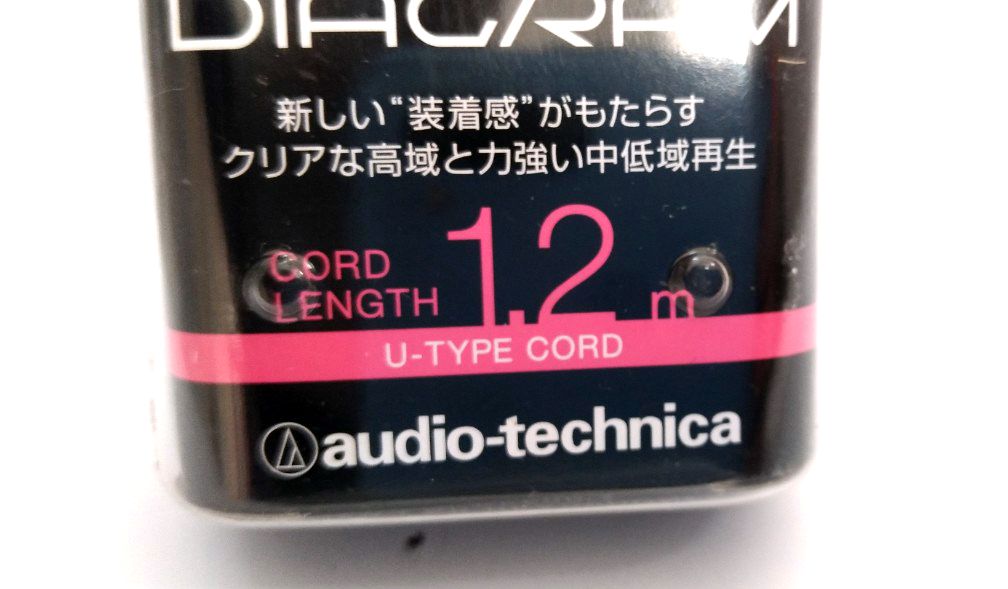 DIAGRAM
新しい“装着感”がもたらす
クリアな高域と力強い中低域再生
CORD
LENGTH 1.2 m
U-TYPE CORD
audio-technica